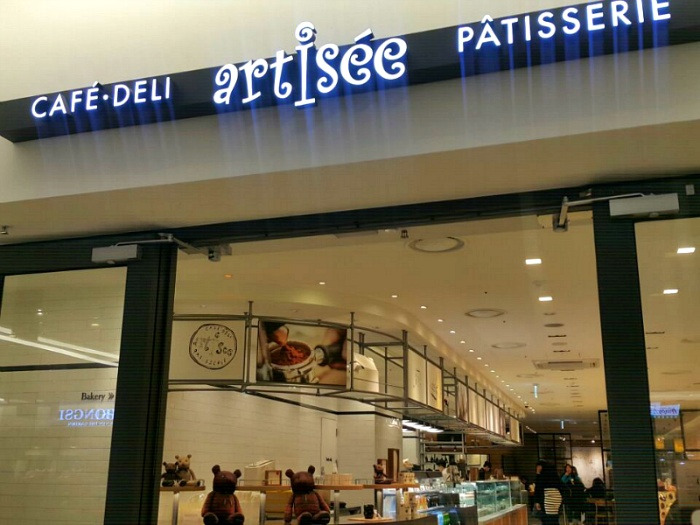 CAFÉ·DELI artisée PÂTISSERIE
Bakery »